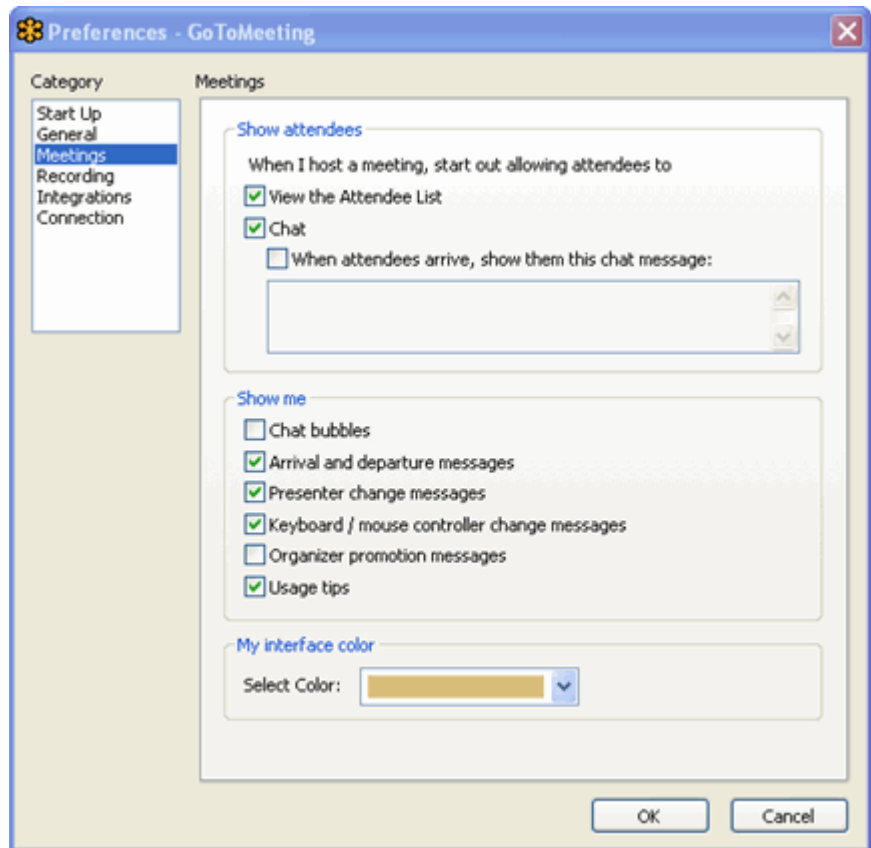 Preferences - GoToMeeting
Category
Meetings
Start Up
General
Meetings
Recording
Integrations
Connection
Show attendees
When I host a meeting, start out allowing attendees to
View the Attendee List
Chat
When attendees arrive, show them this chat message:
Show me
Chat bubbles
Arrival and departure messages
Presenter change messages
Keyboard / mouse controller change messages
Organizer promotion messages
Usage tips
My interface color
Select Color:
OK
Cancel